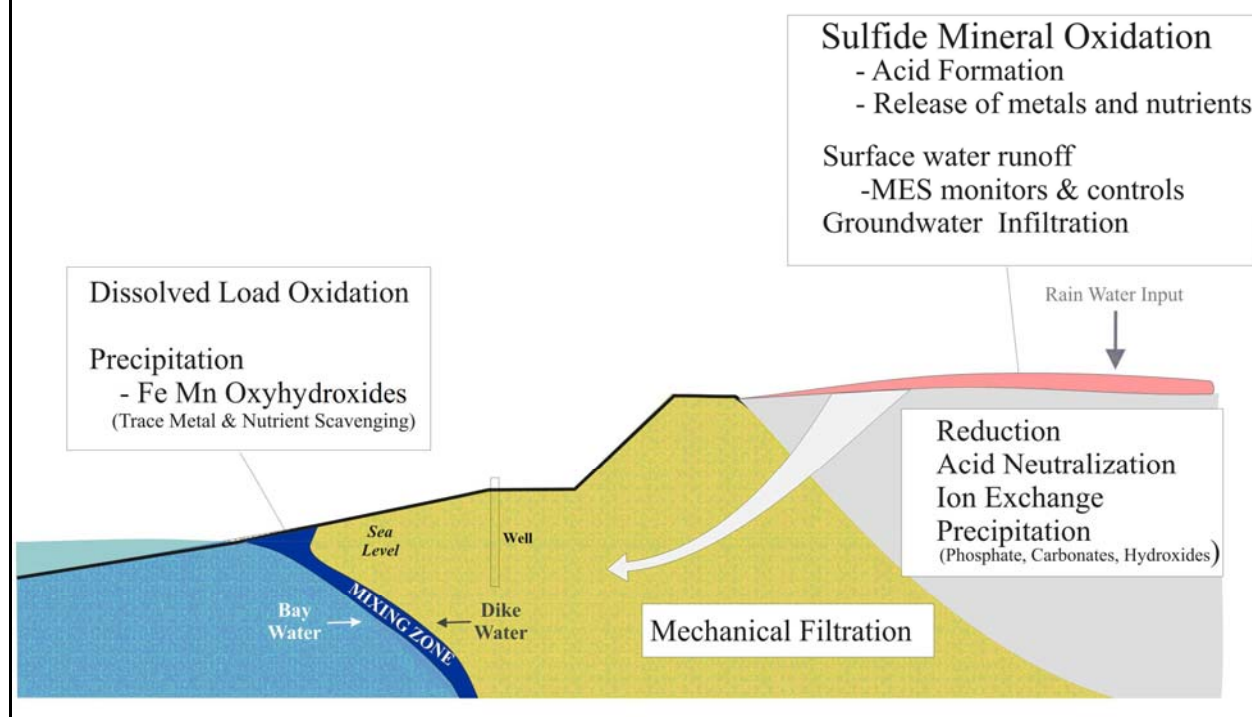 Sulfide Mineral Oxidation
- Acid Formation
- Release of metals and nutrients
Surface water runoff
-MES monitors & controls
Groundwater Infiltration
Dissolved Load Oxidation
Precipitation
- Fe Mn Oxyhydroxides
(Trace Metal & Nutrient Scavenging)
Rain Water Input
Reduction
Acid Neutralization
Ion Exchange
Precipitation
(Phosphate, Carbonates, Hydroxides)
Sea
Level
Well
Bay
Water
MIXING ZONE
Dike
Water
Mechanical Filtration